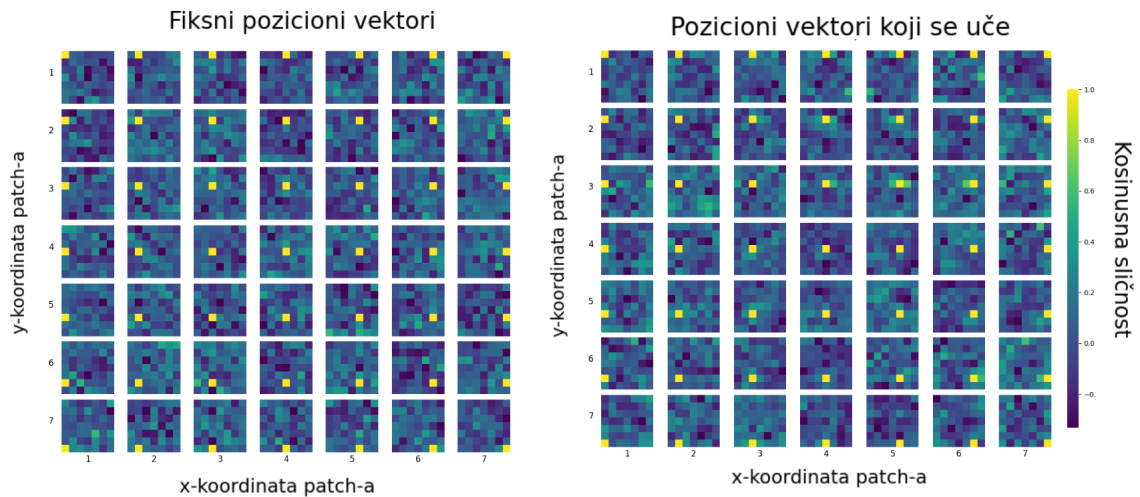 Fiksni pozicioni vektori
1
2
3
4
5
6
7
1 2 3 4 5 6 7
y-koordinata patch-a
x-koordinata patch-a
Pozicioni vektori koji se uče
1
2
3
4
5
6
7
1 2 3 4 5 6 7
y-koordinata patch-a
x-koordinata patch-a
1.0
0.8
0.6
0.4
0.2
0.0
−0.
Kosinusna sličnost